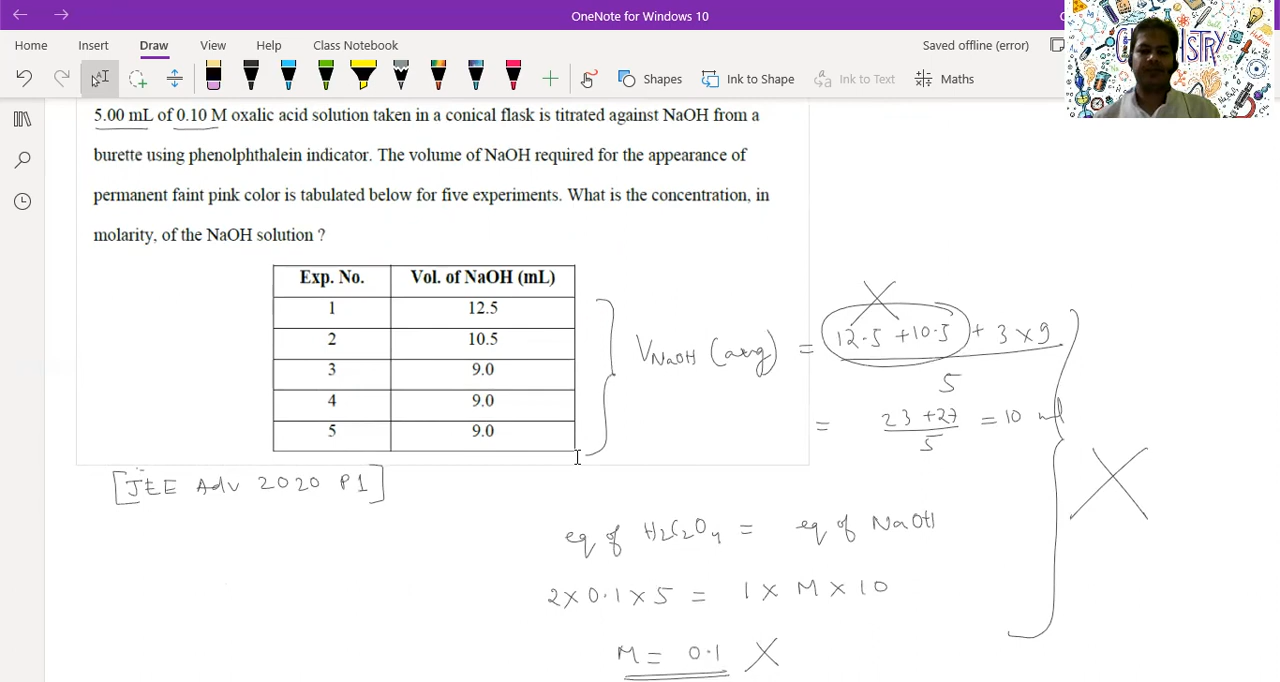 OneNote for Windows 10
Home Insert Draw View Help Class Notebook Saved offline (error)
Shapes Ink to Shape Ink to Text Maths
5.00 mL of 0.10 M oxalic acid solution taken in a conical flask is titrated against NaOH from a
burette using phenolphthalein indicator. The volume of NaOH required for the appearance of
permanent faint pink color is tabulated below for five experiments. What is the concentration, in
molarity, of the NaOH solution ?
Exp. No. Vol. of NaOH (mL)
1 12.5
2 10.5
3 9.0
4 9.0
5 9.0
V NaOH (avg) = 12.5 + 10.5 + 3 × 9
5
= 23 + 27 = 10 ml
5
[JEE Adv 2020 P1]
eq of H2C2O4 = eq of NaOH
2 × 0.1 × 5 = 1 × M × 10
M = 0.1 X